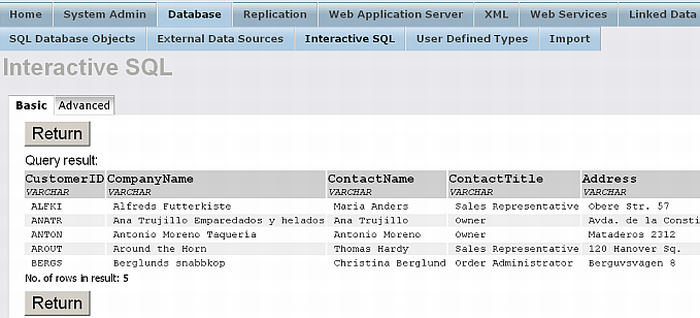 Home System Admin Database Replication Web Application Server XML Web Services Linked Data
SQL Database Objects External Data Sources Interactive SQL User Defined Types Import
Interactive SQL
Basic Advanced
Return
Query result:
CustomerID CompanyName ContactName ContactTitle Address
VARCHAR VARCHAR VARCHAR VARCHAR VARCHAR
ALFKI Alfreds Futterkiste Maria Anders Sales Representative Obere Str. 57
ANATR Ana Trujillo Emparedados y helados Ana Trujillo Owner Avda. de la Consti
ANTON Antonio Moreno Taqueria Antonio Moreno Owner Mataderos 2312
AROUT Around the Horn Thomas Hardy Sales Representative 120 Hanover Sq.
BERGS Berglunds snabbkop Christina Berglund Order Administrator Berguvsvagen 8
No. of rows in result: 5
Return